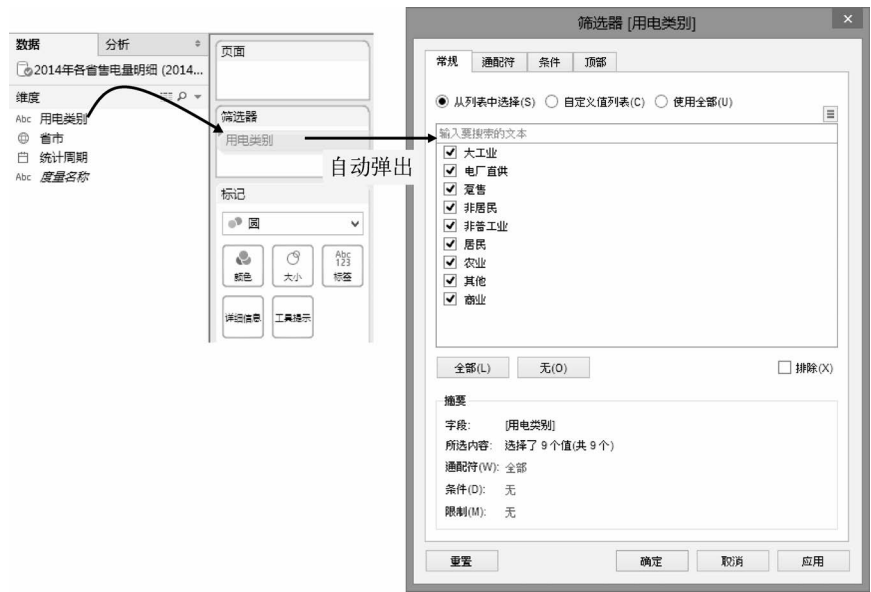 数据
分析
2014年各省售电量明细 (2014...
维度
Abc 用电类别
省市
统计周期
Abc 度量名称
页面
筛选器
用电类别
自动弹出
标记
圆
颜色
大小
Abc
123
标签
详细信息
工具提示
筛选器 [用电类别]
常规
通配符
条件
顶部
从列表中选择(S)
自定义值列表(C)
使用全部(U)
输入要搜索的文本
大工业
电厂直供
趸售
非居民
非普工业
居民
农业
其他
商业
全部(L)
无(O)
排除(X)
摘要
字段: [用电类别]
所选内容: 选择了 9 个值(共 9 个)
通配符(W): 全部
条件(D): 无
限制(M): 无
重置
确定
取消
应用